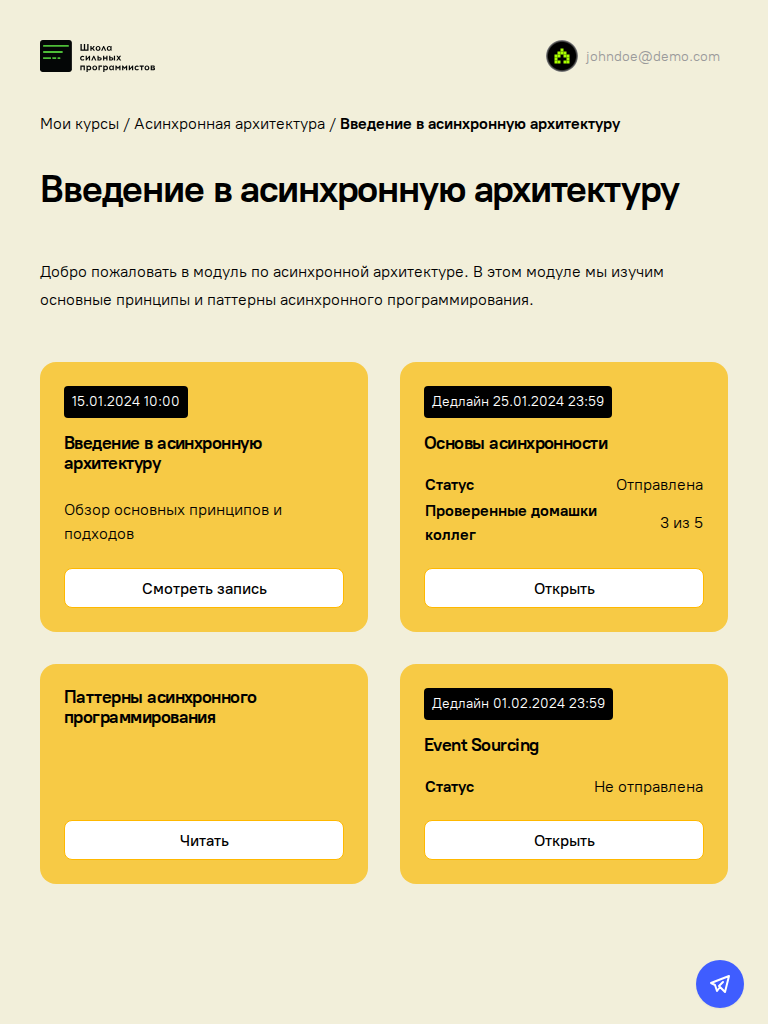 Школа
сильных
программистов
johndoe@demo.com
Мои курсы / Асинхронная архитектура / Введение в асинхронную архитектуру
Введение в асинхронную архитектуру
Добро пожаловать в модуль по асинхронной архитектуре. В этом модуле мы изучим
основные принципы и паттерны асинхронного программирования.
15.01.2024 10:00
Введение в асинхронную
архитектуру
Обзор основных принципов и
подходов
Смотреть запись
Дедлайн 25.01.2024 23:59
Основы асинхронности
Статус Отправлена
Проверенные домашки
коллег 3 из 5
Открыть
Паттерны асинхронного
программирования
Читать
Дедлайн 01.02.2024 23:59
Event Sourcing
Статус Не отправлена
Открыть